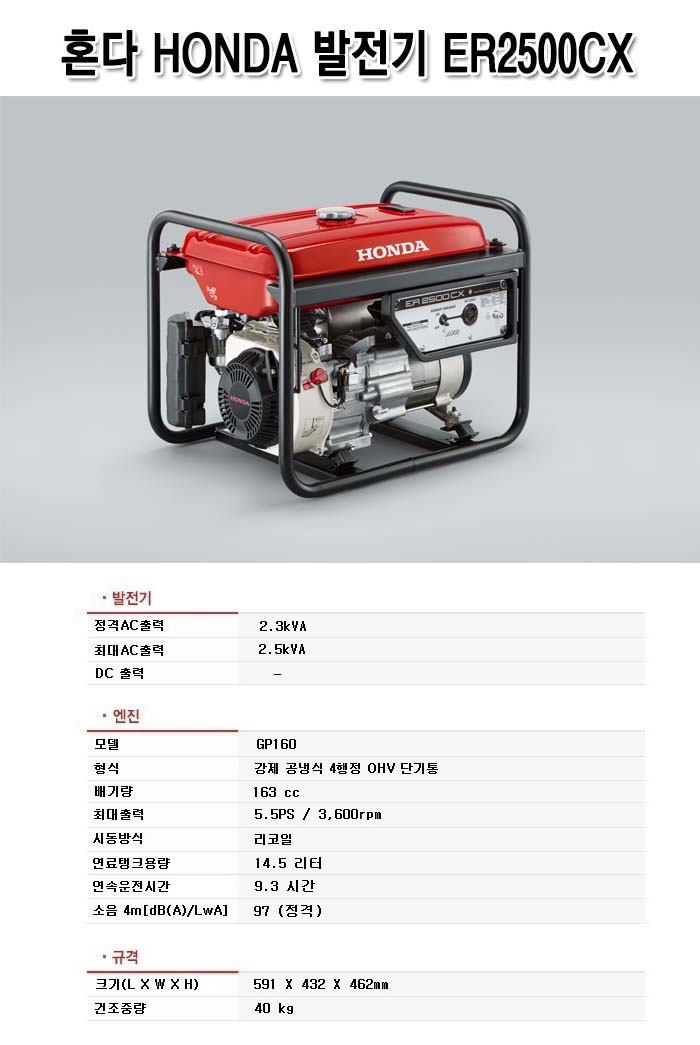 혼다 HONDA 발전기 ER2500CX
HONDA
ER2500CX
HONDA
· 발전기
정격AC출력 2.3kVA
최대AC출력 2.5kVA
DC 출력 –
· 엔진
모델 GP160
형식 강제 공냉식 4행정 OHV 단기통
배기량 163 cc
최대출력 5.5PS / 3,600rpm
시동방식 리코일
연료탱크용량 14.5 리터
연속운전시간 9.3 시간
소음 4m[dB(A)/LwA] 97 (정격)
· 규격
크기(L X W X H) 591 X 432 X 462mm
건조중량 40 kg